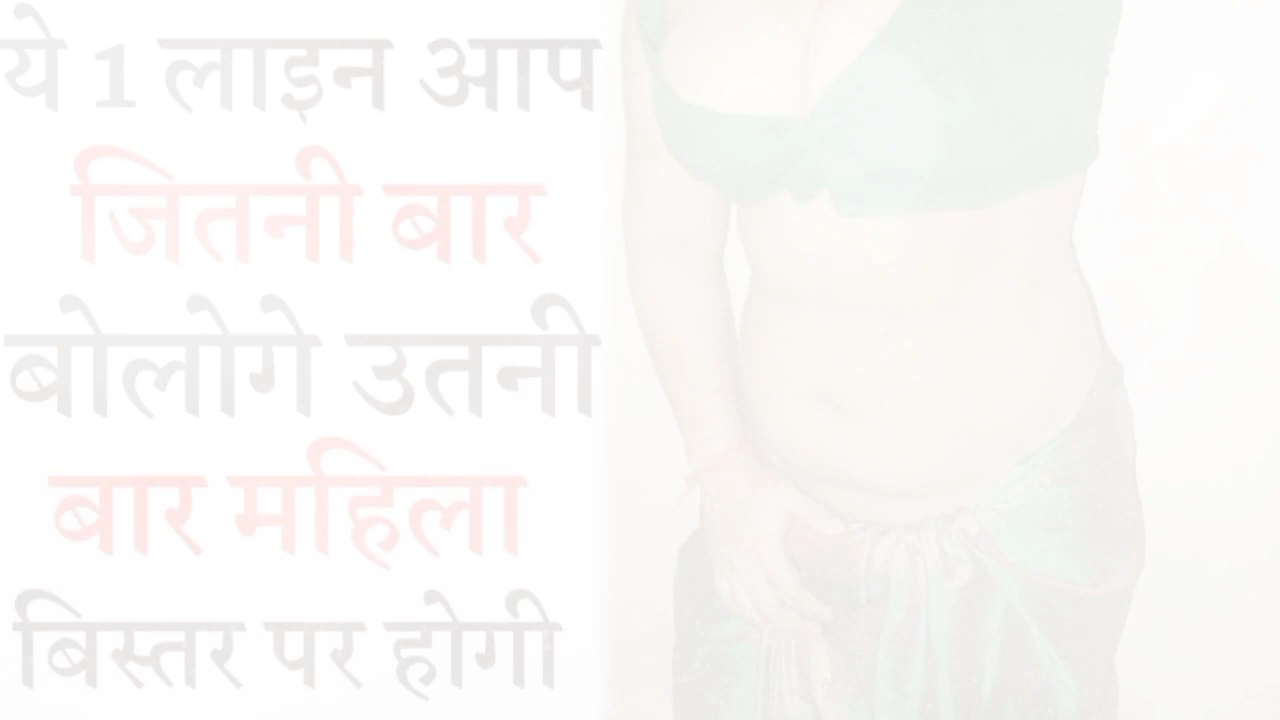 ये 1 लाइन आप
जितनी बार
बोलोगे उतनी
बार महिला
बिस्तर पर होगी